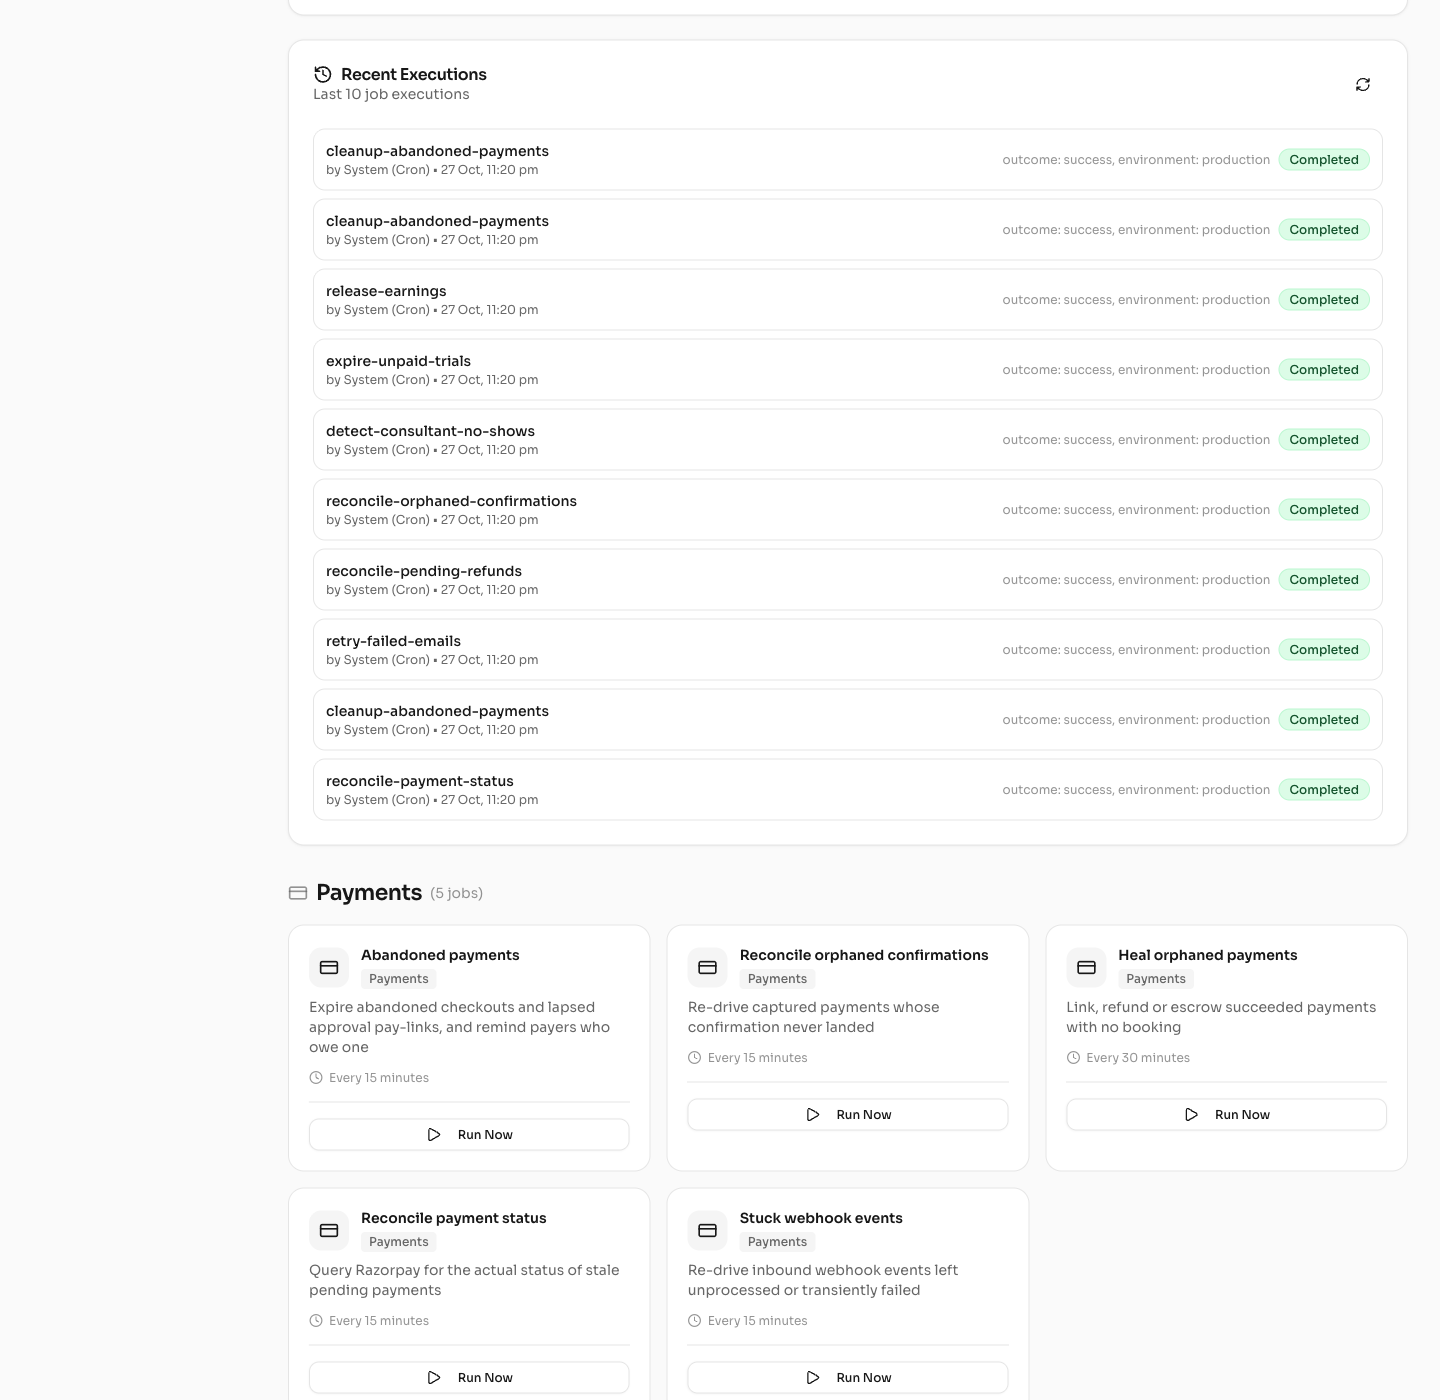 Recent Executions
Last 10 job executions
cleanup-abandoned-payments
by System (Cron) • 27 Oct, 11:20 pm
outcome: success, environment: production Completed
cleanup-abandoned-payments
by System (Cron) • 27 Oct, 11:20 pm
outcome: success, environment: production Completed
release-earnings
by System (Cron) • 27 Oct, 11:20 pm
outcome: success, environment: production Completed
expire-unpaid-trials
by System (Cron) • 27 Oct, 11:20 pm
outcome: success, environment: production Completed
detect-consultant-no-shows
by System (Cron) • 27 Oct, 11:20 pm
outcome: success, environment: production Completed
reconcile-orphaned-confirmations
by System (Cron) • 27 Oct, 11:20 pm
outcome: success, environment: production Completed
reconcile-pending-refunds
by System (Cron) • 27 Oct, 11:20 pm
outcome: success, environment: production Completed
retry-failed-emails
by System (Cron) • 27 Oct, 11:20 pm
outcome: success, environment: production Completed
cleanup-abandoned-payments
by System (Cron) • 27 Oct, 11:20 pm
outcome: success, environment: production Completed
reconcile-payment-status
by System (Cron) • 27 Oct, 11:20 pm
outcome: success, environment: production Completed
Payments (5 jobs)
Abandoned payments
Payments
Expire abandoned checkouts and lapsed
approval pay-links, and remind payers who
owe one
Every 15 minutes
Run Now
Reconcile orphaned confirmations
Payments
Re-drive captured payments whose
confirmation never landed
Every 15 minutes
Run Now
Heal orphaned payments
Payments
Link, refund or escrow succeeded payments
with no booking
Every 30 minutes
Run Now
Reconcile payment status
Payments
Query Razorpay for the actual status of stale
pending payments
Every 15 minutes
Run Now
Stuck webhook events
Payments
Re-drive inbound webhook events left
unprocessed or transiently failed
Every 15 minutes
Run Now